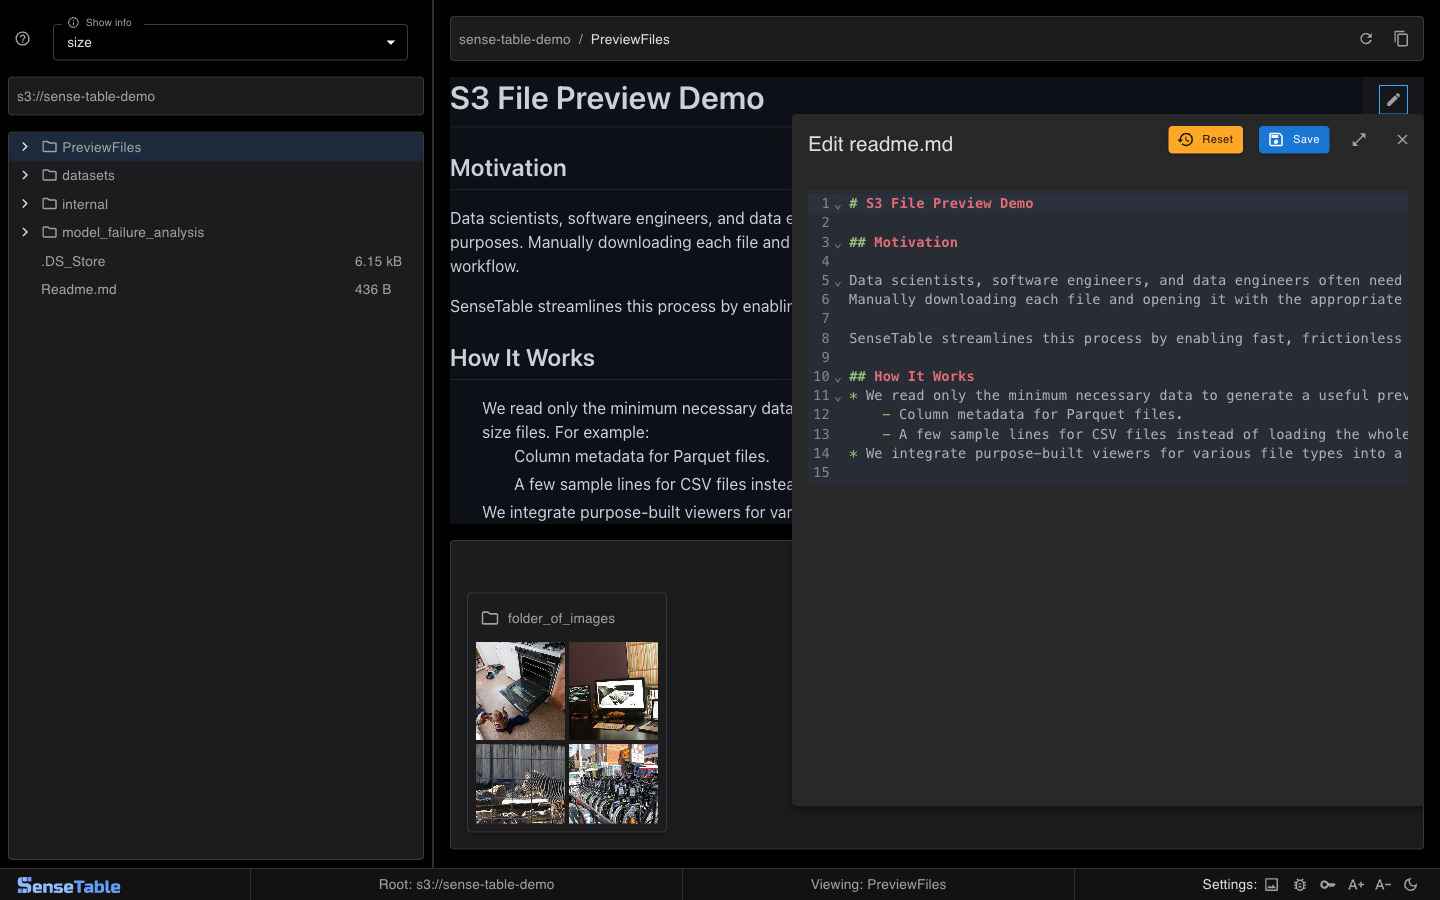 Show info
size
s3://sense-table-demo
PreviewFiles
datasets
internal
model_failure_analysis
.DS_Store 6.15 kB
Readme.md 436 B
sense-table-demo / PreviewFiles
S3 File Preview Demo
Motivation
Data scientists, software engineers, and data e
purposes. Manually downloading each file and
workflow.
SenseTable streamlines this process by enablin
How It Works
We read only the minimum necessary data
size files. For example:
Column metadata for Parquet files.
A few sample lines for CSV files instea
We integrate purpose-built viewers for var
folder_of_images
Edit readme.md
Reset
Save
1 # S3 File Preview Demo
2
3 ## Motivation
4
5 Data scientists, software engineers, and data engineers often need
6 Manually downloading each file and opening it with the appropriate
7
8 SenseTable streamlines this process by enabling fast, frictionless
9
10 ## How It Works
11 * We read only the minimum necessary data to generate a useful prev
12 - Column metadata for Parquet files.
13 - A few sample lines for CSV files instead of loading the whole
14 * We integrate purpose-built viewers for various file types into a
15
SenseTable
Root: s3://sense-table-demo
Viewing: PreviewFiles
Settings: A+ A-